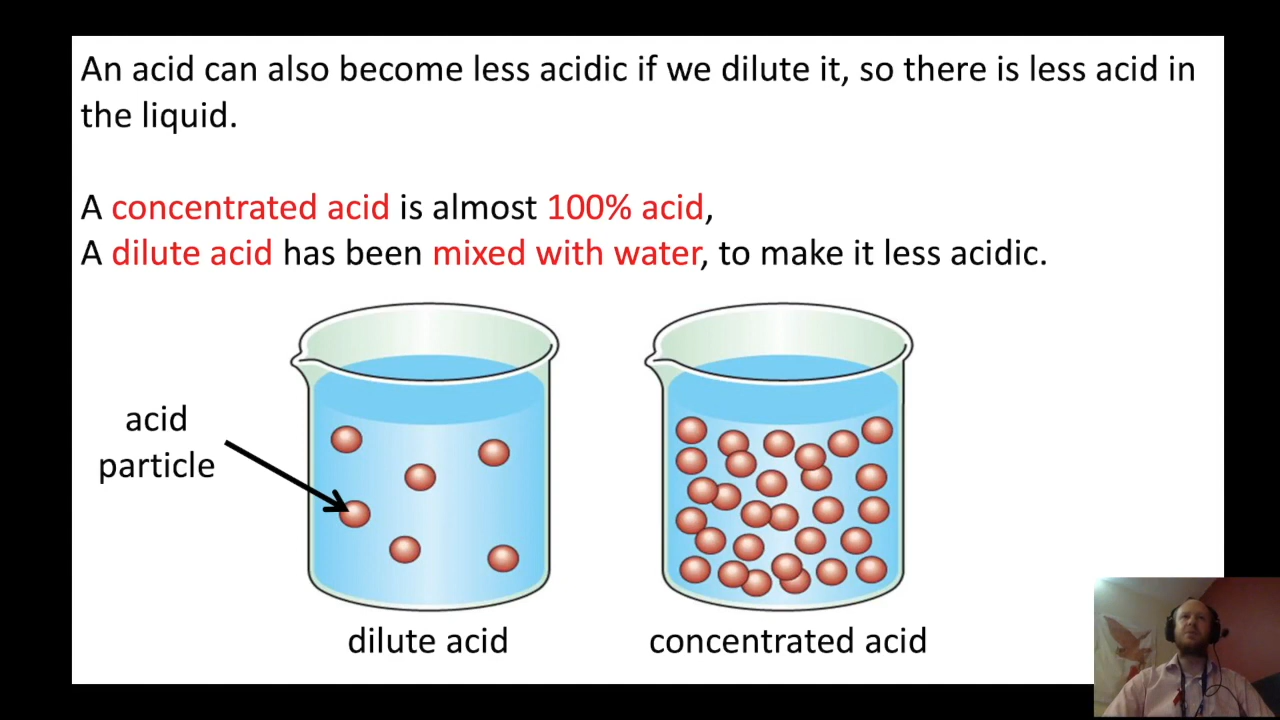 An acid can also become less acidic if we dilute it, so there is less acid in
the liquid.
A concentrated acid is almost 100% acid,
A dilute acid has been mixed with water, to make it less acidic.
acid
particle
dilute acid
concentrated acid